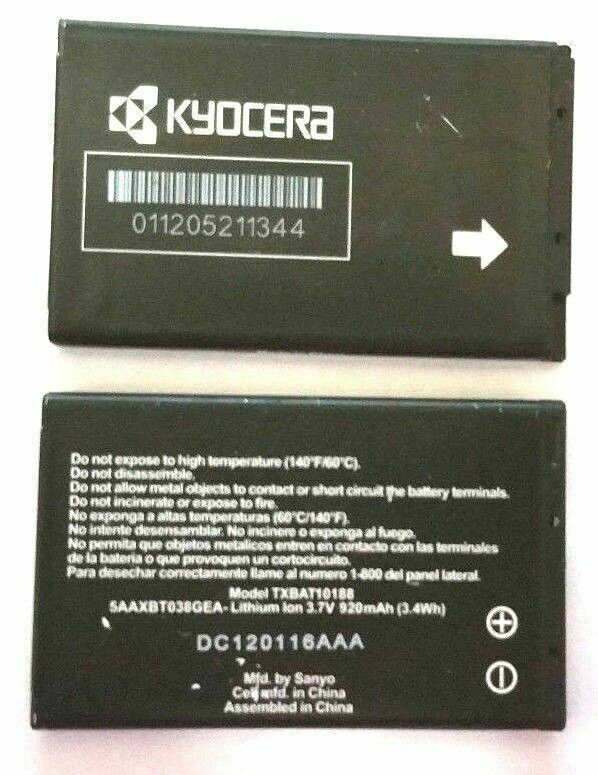 KYOCERA
011205211344
Do not expose to high temperature (140°F/60°C).
Do not disassemble.
Do not allow metal objects to contact or short circuit the battery terminals.
Do not incinerate or expose to fire.
No exponga a altas temperaturas (60°C/140°F).
No intente desensamblar. No incinere o exponga al fuego.
No permita que objetos metalicos entren en contacto con las terminales
de la bateria o que provoquen un cortocircuito.
Para desechar correctamente llame al numero 1-800 del panel lateral.
Model TXBAT10188
5AAXBT038GEA- Lithium Ion 3.7V 920mAh (3.4Wh)
DC120116AAA
Mfd. by Sanyo
Cell mfd. in China
Assembled in China